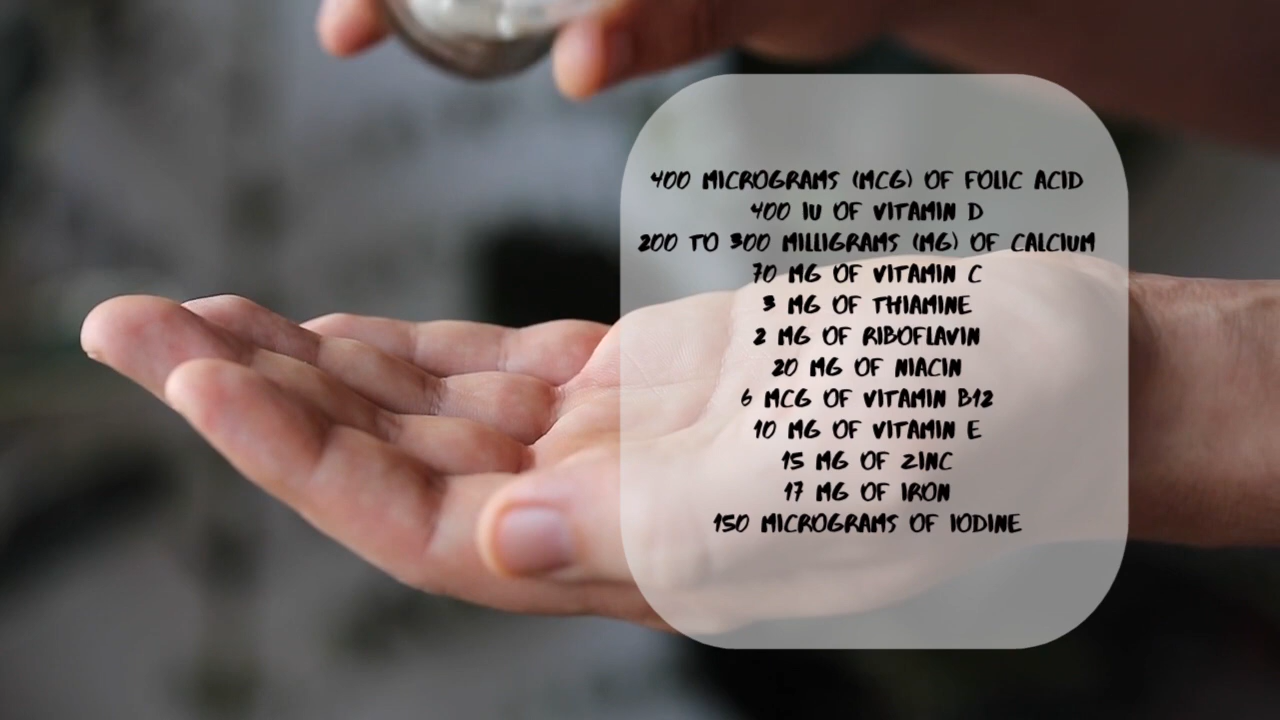 400 MICROGRAMS (MCG) OF FOLIC ACID
400 IU OF VITAMIN D
200 TO 300 MILLIGRAMS (MG) OF CALCIUM
70 MG OF VITAMIN C
3 MG OF THIAMINE
2 MG OF RIBOFLAVIN
20 MG OF NIACIN
6 MCG OF VITAMIN B12
10 MG OF VITAMIN E
15 MG OF ZINC
17 MG OF IRON
150 MICROGRAMS OF IODINE